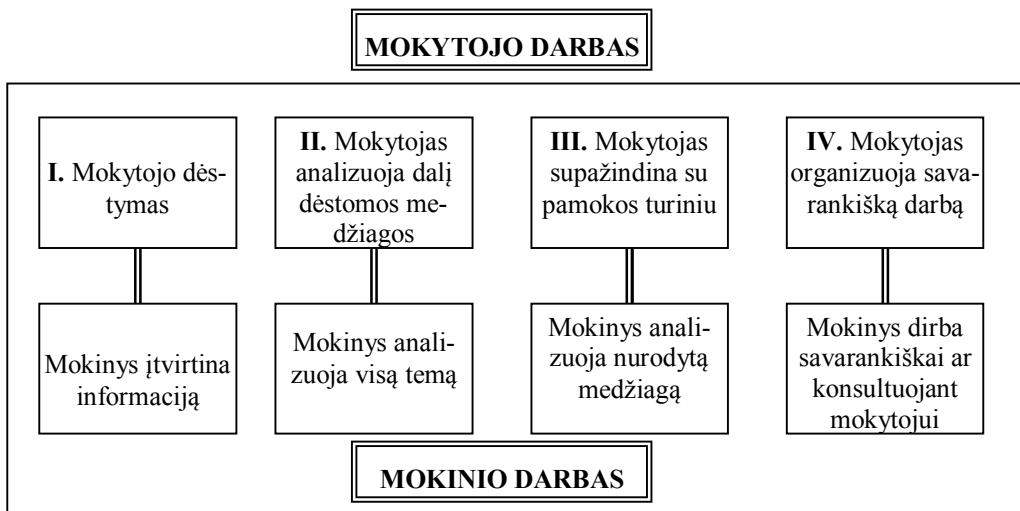 MOKYTOJO DARBAS
I. Mokytojo dės-
tymas
II. Mokytojas
analizuoja dalį
dėstomos me-
džiagos
III. Mokytojas
supažindina su
pamokos turiniu
IV. Mokytojas
organizuoja sava-
rankišką darbą
Mokinys įtvirtina
informaciją
Mokinys anali-
zuoja visą temą
Mokinys anali-
zuoja nurodytą
medžiagą
Mokinys dirba
savarankiškai ar
konsultuojant
mokytojui
MOKINIO DARBAS